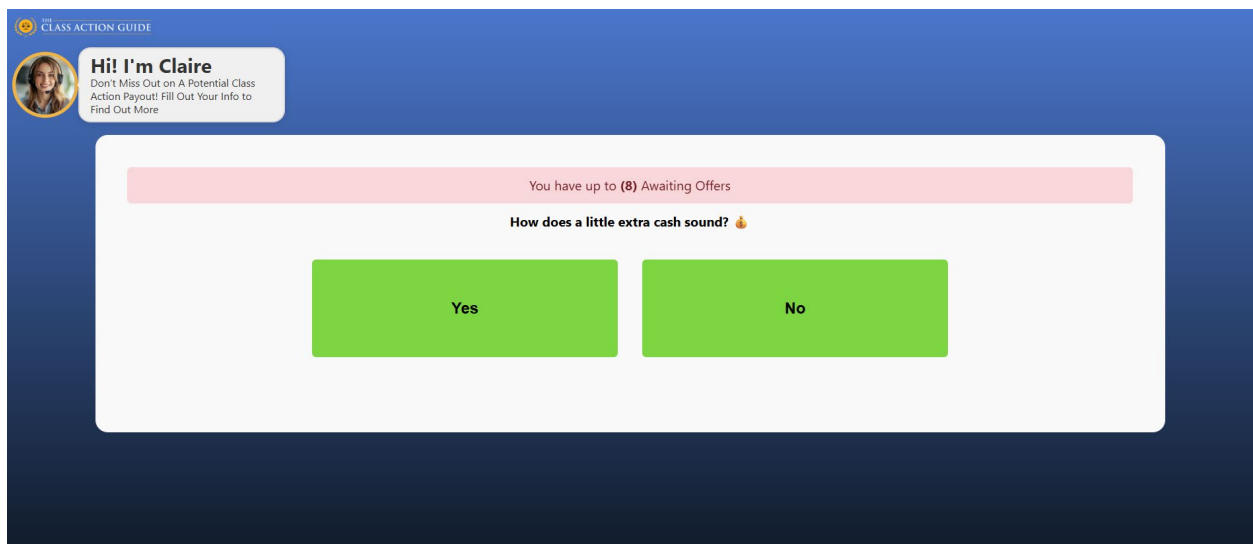 THE
CLASS ACTION GUIDE
Hi! I'm Claire
Don't Miss Out on A Potential Class
Action Payout! Fill Out Your Info to
Find Out More
You have up to (8) Awaiting Offers
How does a little extra cash sound? 💰
Yes
No